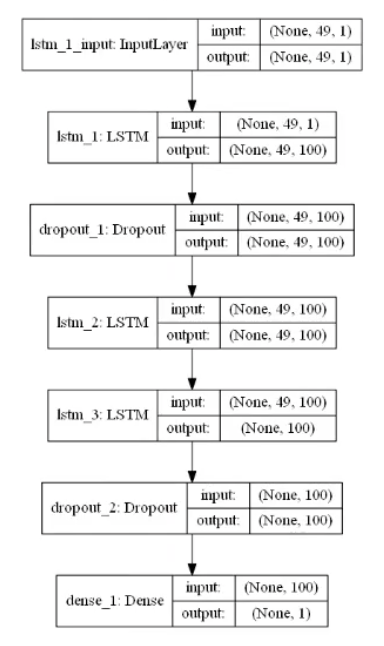 lstm_1_input: InputLayer input: (None, 49, 1)
output: (None, 49, 1)
lstm_1: LSTM input: (None, 49, 1)
output: (None, 49, 100)
dropout_1: Dropout input: (None, 49, 100)
output: (None, 49, 100)
lstm_2: LSTM input: (None, 49, 100)
output: (None, 49, 100)
lstm_3: LSTM input: (None, 49, 100)
output: (None, 100)
dropout_2: Dropout input: (None, 100)
output: (None, 100)
dense_1: Dense input: (None, 100)
output: (None, 1)